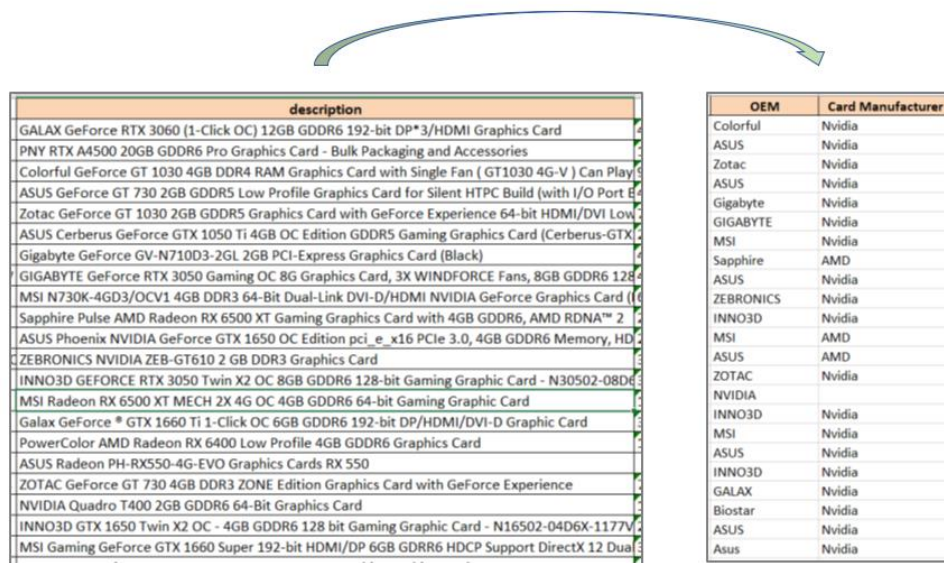 description
GALAX GeForce RTX 3060 (1-Click OC) 12GB GDDR6 192-bit DP*3/HDMI Graphics Card
PNY RTX A4500 20GB GDDR6 Pro Graphics Card - Bulk Packaging and Accessories
Colorful GeForce GT 1030 4GB DDR4 RAM Graphics Card with Single Fan ( GT1030 4G-V ) Can Play
ASUS GeForce GT 730 2GB GDDR5 Low Profile Graphics Card for Silent HTPC Build (with I/O Port
Zotac GeForce GT 1030 2GB GDDR5 Graphics Card with GeForce Experience 64-bit HDMI/DVI Low
ASUS Cerberus GeForce GTX 1050 Ti 4GB OC Edition GDDR5 Gaming Graphics Card (Cerberus-GTX
Gigabyte GeForce GV-N710D3-2GL 2GB PCI-Express Graphics Card (Black)
GIGABYTE GeForce RTX 3050 Gaming OC 8G Graphics Card, 3X WINDFORCE Fans, 8GB GDDR6 128
MSI N730K-4GD3/OCV1 4GB DDR3 64-Bit Dual-Link DVI-D/HDMI NVIDIA GeForce Graphics Card
Sapphire Pulse AMD Radeon RX 6500 XT Gaming Graphics Card with 4GB GDDR6, AMD RDNA™ 2
ASUS Phoenix NVIDIA GeForce GTX 1650 OC Edition pci_e_x16 PCIe 3.0, 4GB GDDR6 Memory, HD
ZEBRONICS NVIDIA ZEB-GT610 2 GB DDR3 Graphics Card
INNO3D GEFORCE RTX 3050 Twin X2 OC 8GB GDDR6 128-bit Gaming Graphic Card - N30502-08D6
MSI Radeon RX 6500 XT MECH 2X 4G OC 4GB GDDR6 64-bit Gaming Graphic Card
Galax GeForce ® GTX 1660 Ti 1-Click OC 6GB GDDR6 192-bit DP/HDMI/DVI-D Graphic Card
PowerColor AMD Radeon RX 6400 Low Profile 4GB GDDR6 Graphics Card
ASUS Radeon PH-RX550-4G-EVO Graphics Cards RX 550
ZOTAC GeForce GT 730 4GB DDR3 ZONE Edition Graphics Card with GeForce Experience
NVIDIA Quadro T400 2GB GDDR6 64-Bit Graphics Card
INNO3D GTX 1650 Twin X2 OC - 4GB GDDR6 128 bit Gaming Graphic Card - N16502-04D6X-1177V
MSI Gaming GeForce GTX 1660 Super 192-bit HDMI/DP 6GB GDRR6 HDCP Support DirectX 12 Dual
OEM Card Manufacturer
Colorful Nvidia
ASUS Nvidia
Zotac Nvidia
ASUS Nvidia
Gigabyte Nvidia
GIGABYTE Nvidia
MSI Nvidia
Sapphire AMD
ASUS Nvidia
ZEBRONICS Nvidia
INNO3D Nvidia
MSI AMD
ASUS AMD
ZOTAC Nvidia
NVIDIA
INNO3D Nvidia
MSI Nvidia
ASUS Nvidia
INNO3D Nvidia
GALAX Nvidia
Biostar Nvidia
ASUS Nvidia
Asus Nvidia